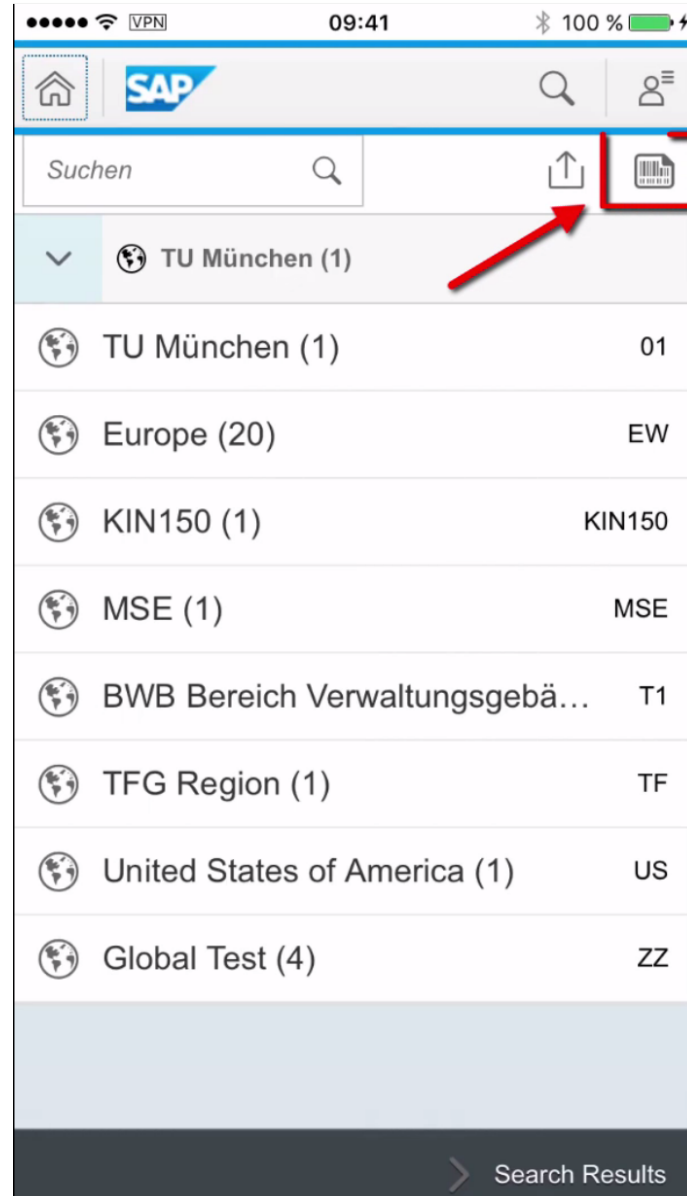 VPN 09:41 100 %
SAP
Suchen
TU München (1)
TU München (1) 01
Europe (20) EW
KIN150 (1) KIN150
MSE (1) MSE
BWB Bereich Verwaltungsgebä… T1
TFG Region (1) TF
United States of America (1) US
Global Test (4) ZZ
Search Results